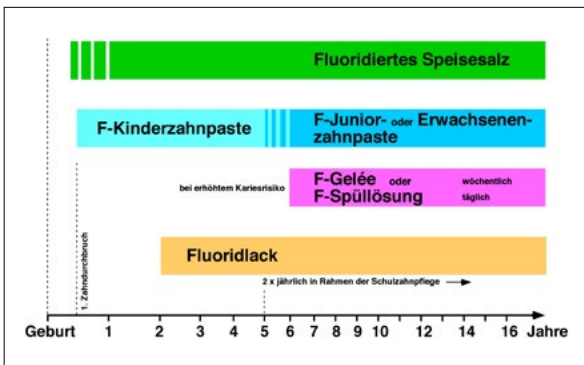 Fluoridiertes Speisesalz
F-Kinderzahnpaste
F-Junior- oder Erwachsenen-
zahnpaste
bei erhöhtem Kariesrisiko
F-Gelée oder wöchentlich
F-Spüllösung täglich
Fluoridlack
1. Zahndurchbruch
2 x jährlich in Rahmen der Schulzahnpflege
Geburt 1 2 3 4 5 6 7 8 9 10 12 14 16 Jahre